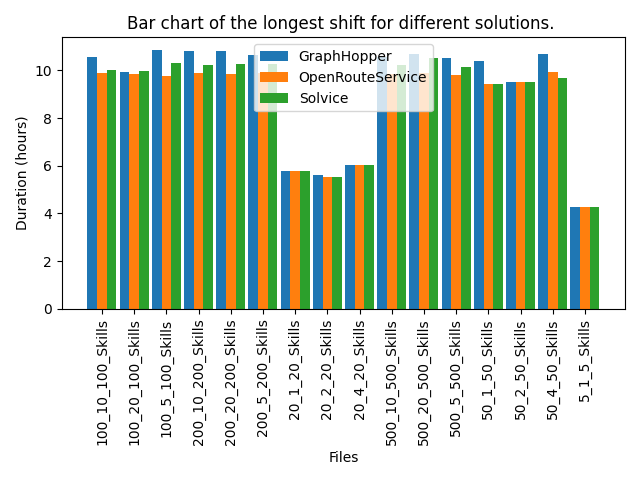 Bar chart of the longest shift for different solutions.
GraphHopper
OpenRouteService
Solvice
Duration (hours)
10
8
6
4
2
0
100_10_100_Skills
100_20_100_Skills
100_5_100_Skills
200_10_200_Skills
200_20_200_Skills
200_5_200_Skills
20_1_20_Skills
20_2_20_Skills
20_4_20_Skills
500_10_500_Skills
500_20_500_Skills
500_5_500_Skills
50_1_50_Skills
50_2_50_Skills
50_4_50_Skills
5_1_5_Skills
Files